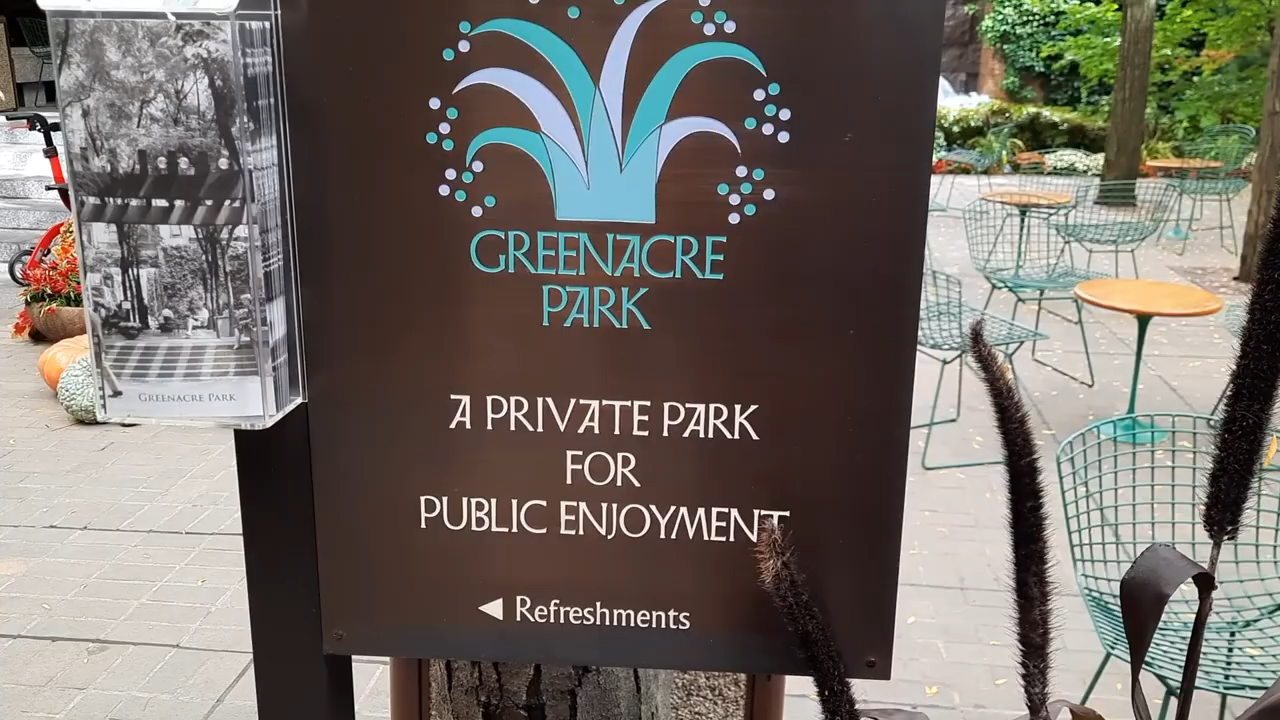 GREENACRE
PARK
A PRIVATE PARK
FOR
PUBLIC ENJOYMENT
Refreshments
GREENACRE PARK